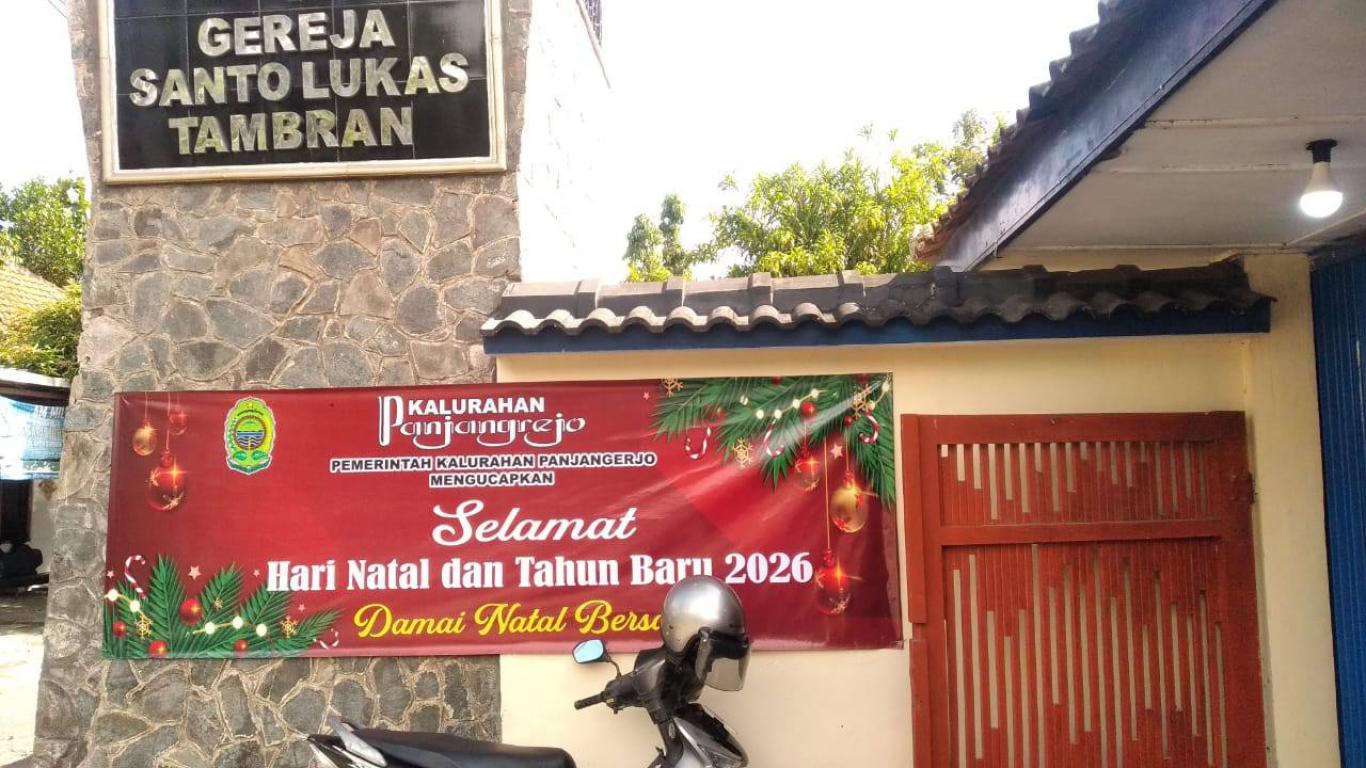 GEREJA
SANTO LUKAS
TAMBRAN
KALURAHAN
Panjangrejo
PEMERINTAH KALURAHAN PANJANGERJO
MENGUCAPKAN
Selamat
Hari Natal dan Tahun Baru 2026
Damai Natal